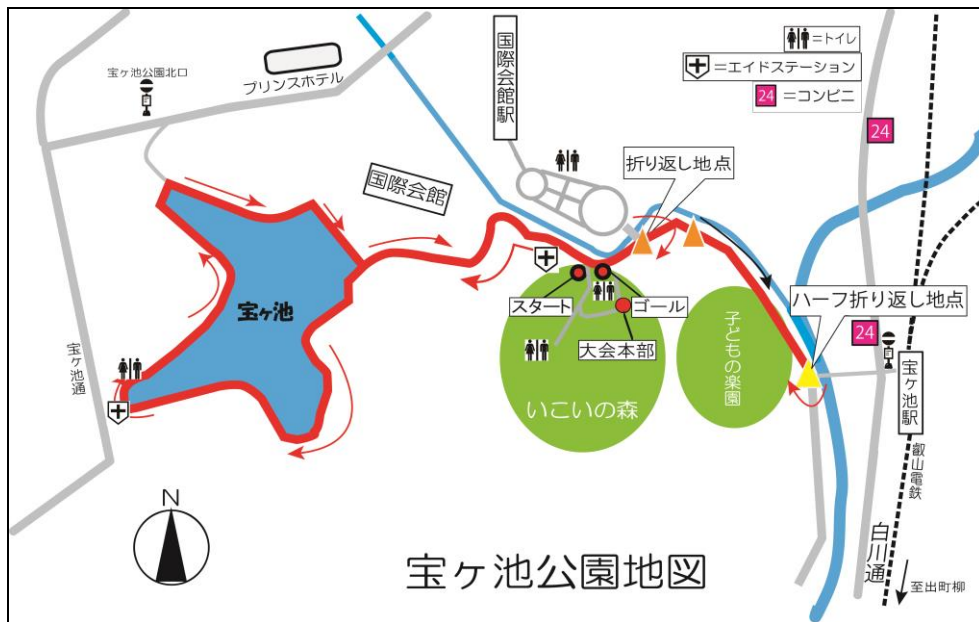 宝ヶ池公園北口
プリンスホテル
国際会館駅
=トイレ
=エイドステーション
24 =コンビニ
24
国際会館
折り返し地点
スタート
ゴール
大会本部
いこいの森
子どもの楽園
ハーフ折り返し地点
24
宝ヶ池駅
叡山電鉄
宝ヶ池
宝ヶ池通
N
宝ヶ池公園地図
白川通
至出町柳